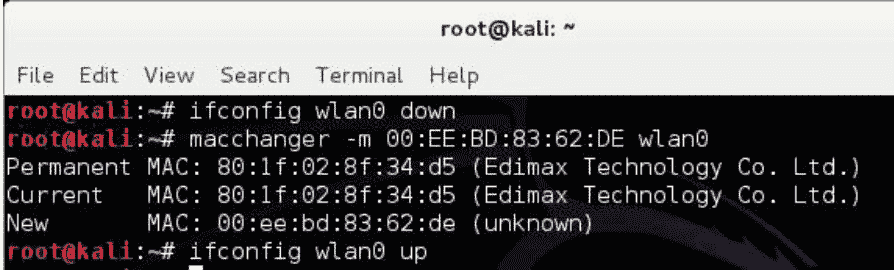 root@kali: ~
File Edit View Search Terminal Help
root@kali:~# ifconfig wlan0 down
root@kali:~# macchanger -m 00:EE:BD:83:62:DE wlan0
Permanent MAC: 80:1f:02:8f:34:d5 (Edimax Technology Co. Ltd.)
Current   MAC: 80:1f:02:8f:34:d5 (Edimax Technology Co. Ltd.)
New       MAC: 00:ee:bd:83:62:de (unknown)
root@kali:~# ifconfig wlan0 up